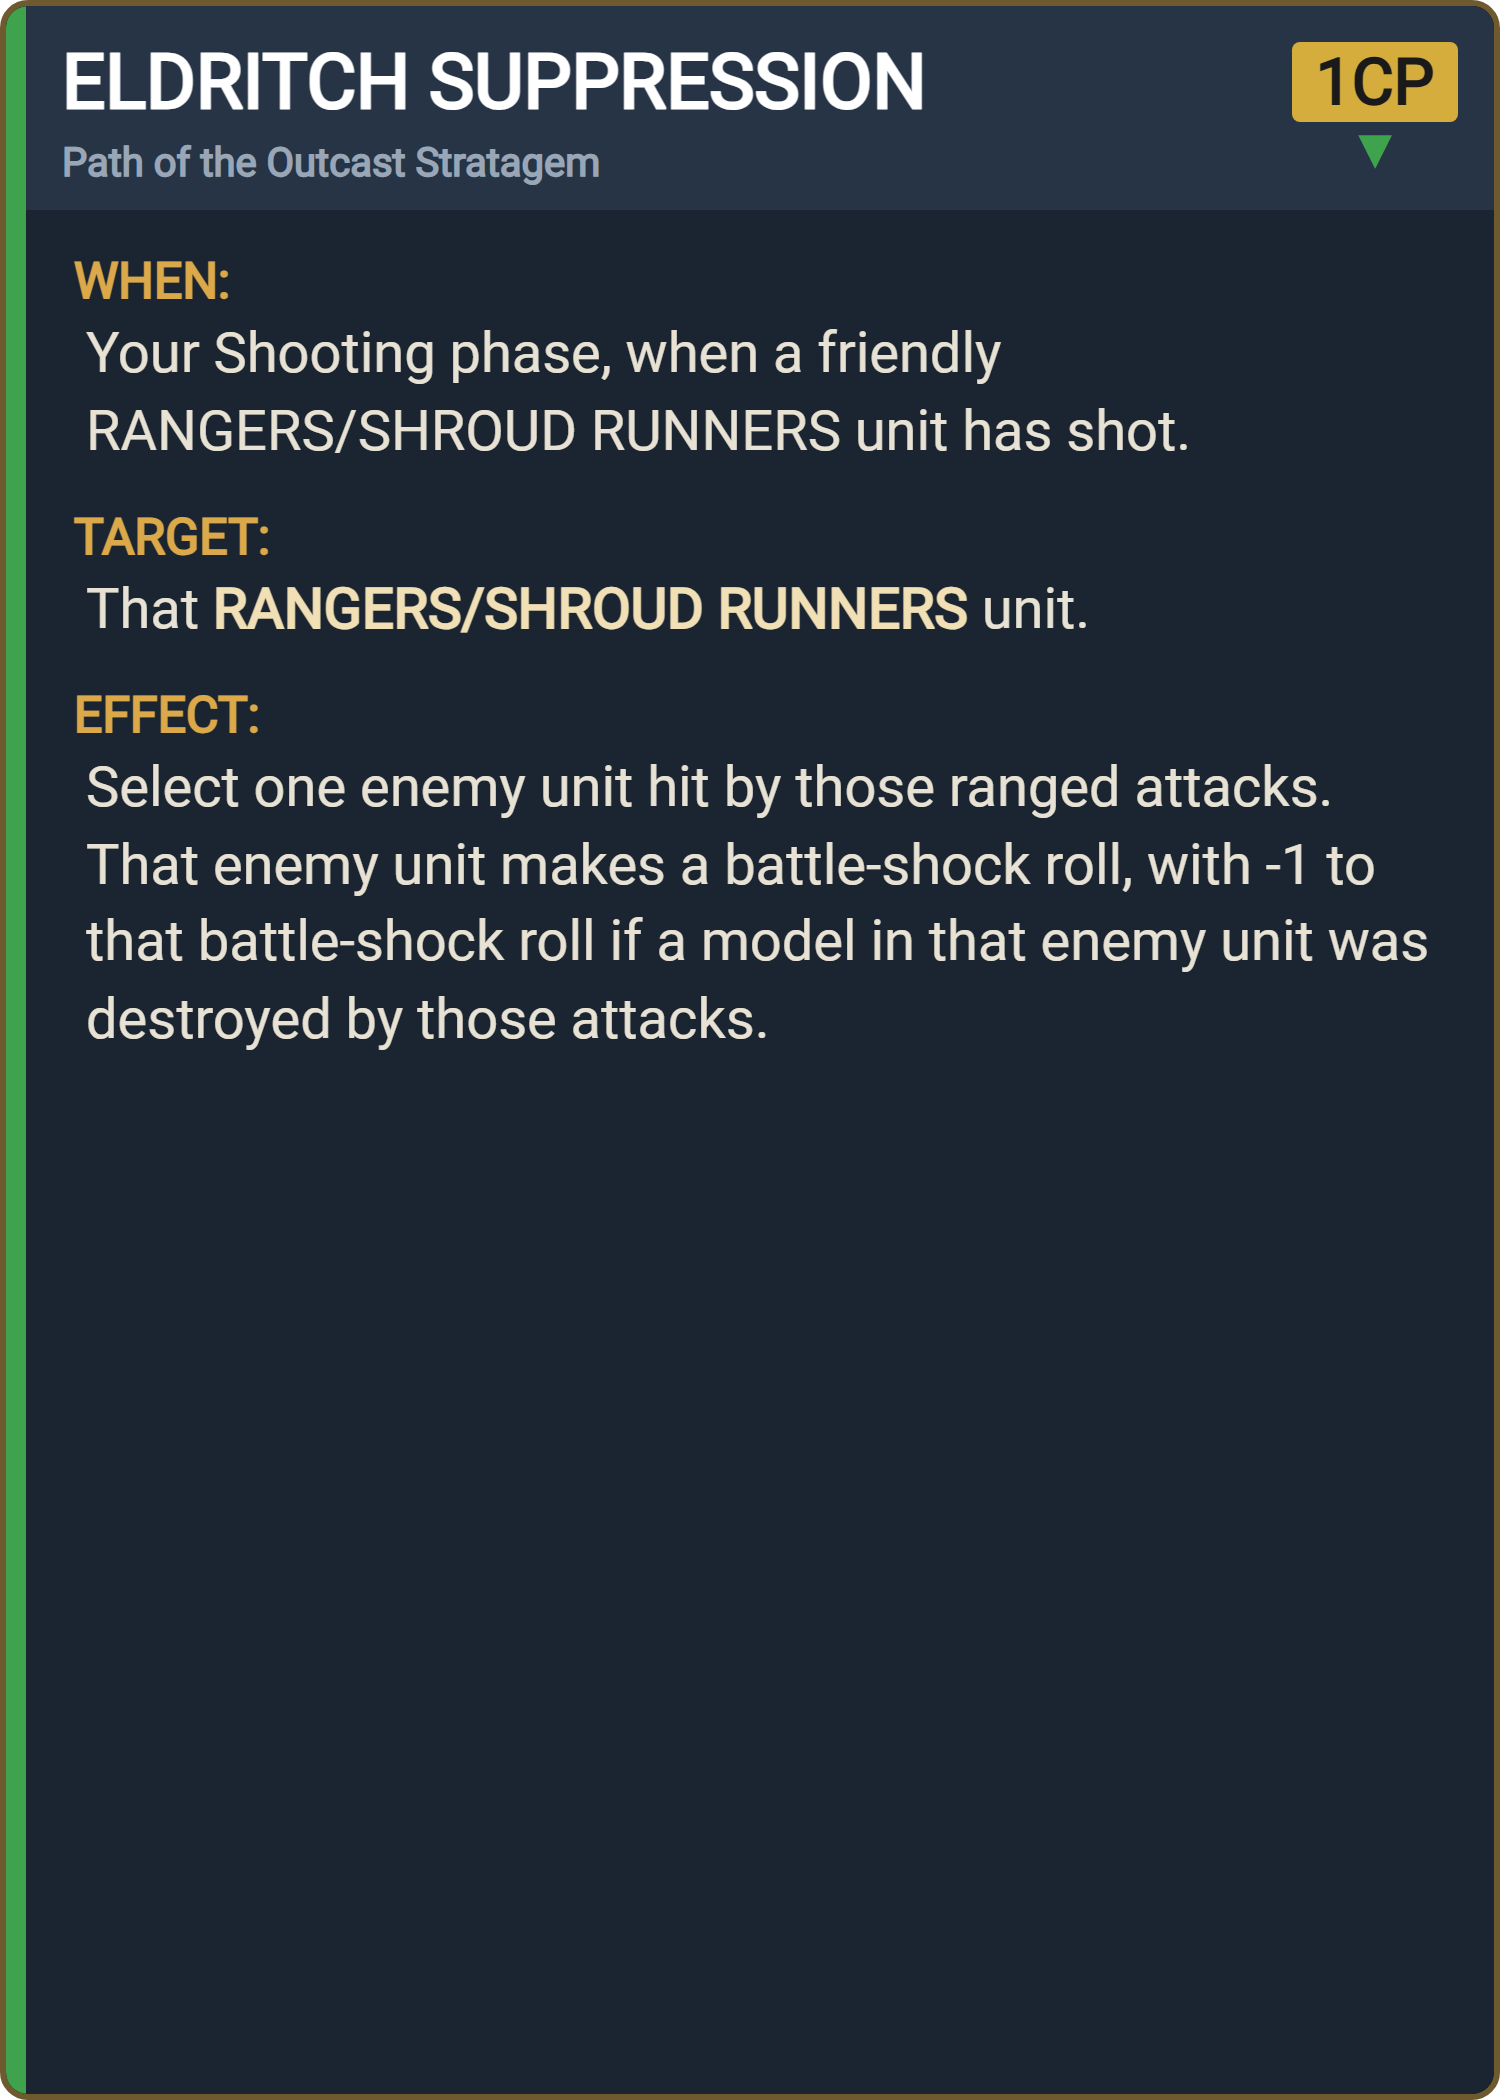 ELDRITCH SUPPRESSION
1CP
Path of the Outcast Stratagem
WHEN:
Your Shooting phase, when a friendly
RANGERS/SHROUD RUNNERS unit has shot.
TARGET:
That RANGERS/SHROUD RUNNERS unit.
EFFECT:
Select one enemy unit hit by those ranged attacks.
That enemy unit makes a battle-shock roll, with -1 to
that battle-shock roll if a model in that enemy unit was
destroyed by those attacks.